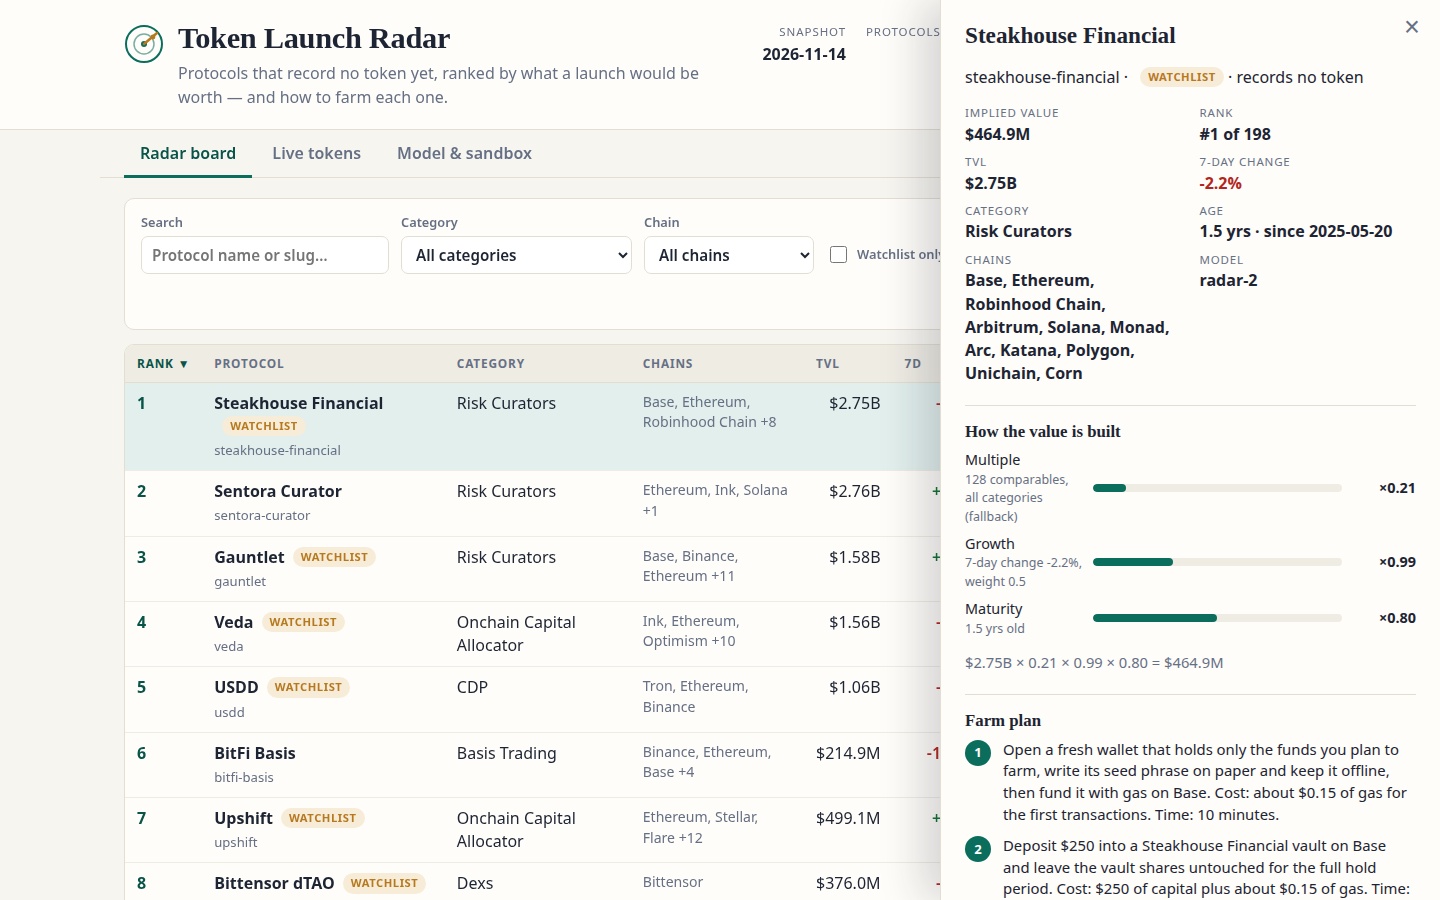 Token Launch Radar
Protocols that record no token yet, ranked by what a launch would be
worth — and how to farm each one.
SNAPSHOT
2026-11-14
PROTOCOLS
Radar board
Live tokens
Model & sandbox
Search
Category
Chain
Protocol name or slug...
All categories
All chains
Watchlist only
RANK ▼ PROTOCOL CATEGORY CHAINS TVL 7D
1 Steakhouse Financial Risk Curators Base, Ethereum, $2.75B -
WATCHLIST Robinhood Chain +8
steakhouse-financial
2 Sentora Curator Risk Curators Ethereum, Ink, Solana $2.76B +
sentora-curator +1
3 Gauntlet WATCHLIST Risk Curators Base, Binance, $1.58B +
gauntlet Ethereum +11
4 Veda WATCHLIST Onchain Capital Ink, Ethereum, $1.56B -
veda Allocator Optimism +10
5 USDD WATCHLIST CDP Tron, Ethereum, $1.06B -
usdd Binance
6 BitFi Basis Basis Trading Binance, Ethereum, $214.9M -1
bitfi-basis Base +4
7 Upshift WATCHLIST Onchain Capital Ethereum, Stellar, $499.1M +
upshift Allocator Flare +12
8 Bittensor dTAO WATCHLIST Dexs Bittensor $376.0M -
Steakhouse Financial
✕
steakhouse-financial · WATCHLIST · records no token
IMPLIED VALUE
$464.9M
RANK
#1 of 198
TVL
$2.75B
7-DAY CHANGE
-2.2%
CATEGORY
Risk Curators
AGE
1.5 yrs · since 2025-05-20
CHAINS
Base, Ethereum,
Robinhood Chain,
Arbitrum, Solana, Monad,
Arc, Katana, Polygon,
Unichain, Corn
MODEL
radar-2
How the value is built
Multiple
128 comparables,
all categories
(fallback)
×0.21
Growth
7-day change -2.2%,
weight 0.5
×0.99
Maturity
1.5 yrs old
×0.80
$2.75B × 0.21 × 0.99 × 0.80 = $464.9M
Farm plan
1 Open a fresh wallet that holds only the funds you plan to
farm, write its seed phrase on paper and keep it offline,
then fund it with gas on Base. Cost: about $0.15 of gas for
the first transactions. Time: 10 minutes.
2 Deposit $250 into a Steakhouse Financial vault on Base
and leave the vault shares untouched for the full hold
period. Cost: $250 of capital plus about $0.15 of gas. Time: